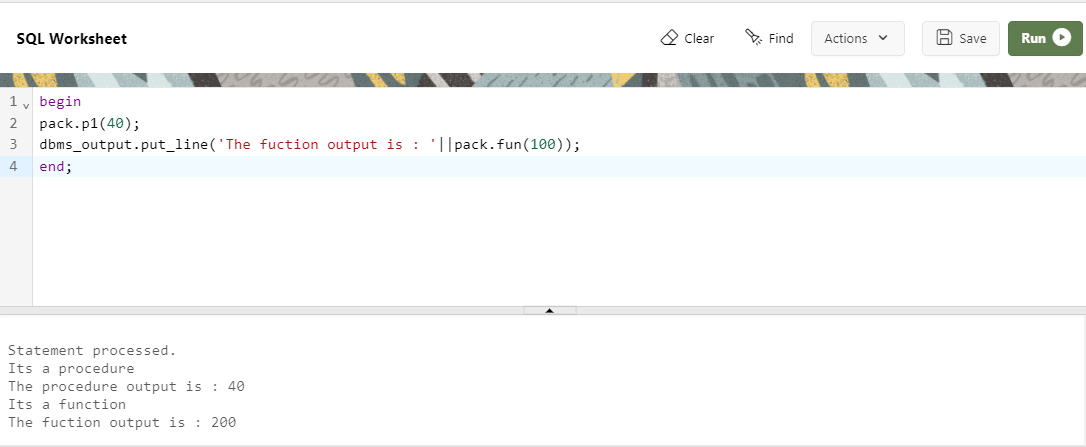 SQL Worksheet
Clear
Find
Actions
Save
Run
1 begin
2 pack.p1(40);
3 dbms_output.put_line('The fuction output is : '||pack.fun(100));
4 end;
Statement processed.
Its a procedure
The procedure output is : 40
Its a function
The fuction output is : 200